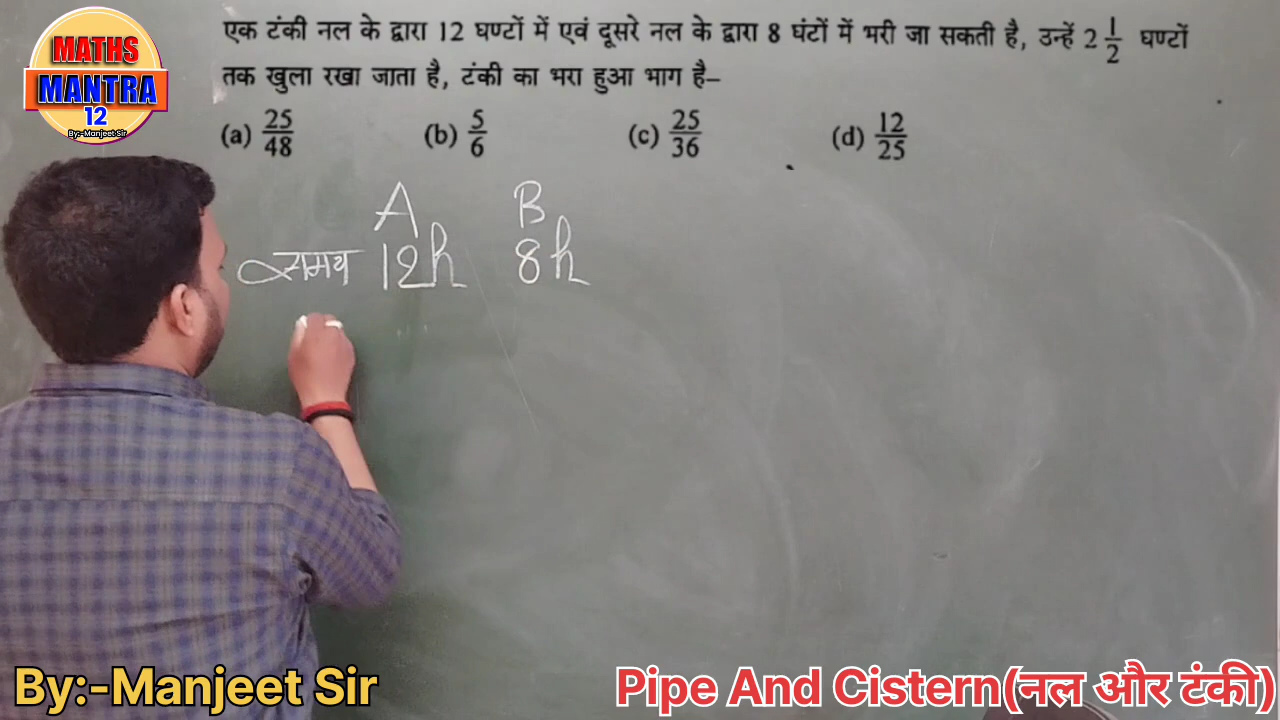 MATHS
MANTRA
12
By:-Manjeet Sir
एक टंकी नल के द्वारा 12 घण्टों में एवं दूसरे नल के द्वारा 8 घंटों में भरी जा सकती है, उन्हें 2 1/2 घण्टों
तक खुला रखा जाता है, टंकी का भरा हुआ भाग है–
(a) 25/48 (b) 5/6 (c) 25/36 (d) 12/25
A B
समय 12h 8h
By:-Manjeet Sir
Pipe And Cistern(नल और टंकी)